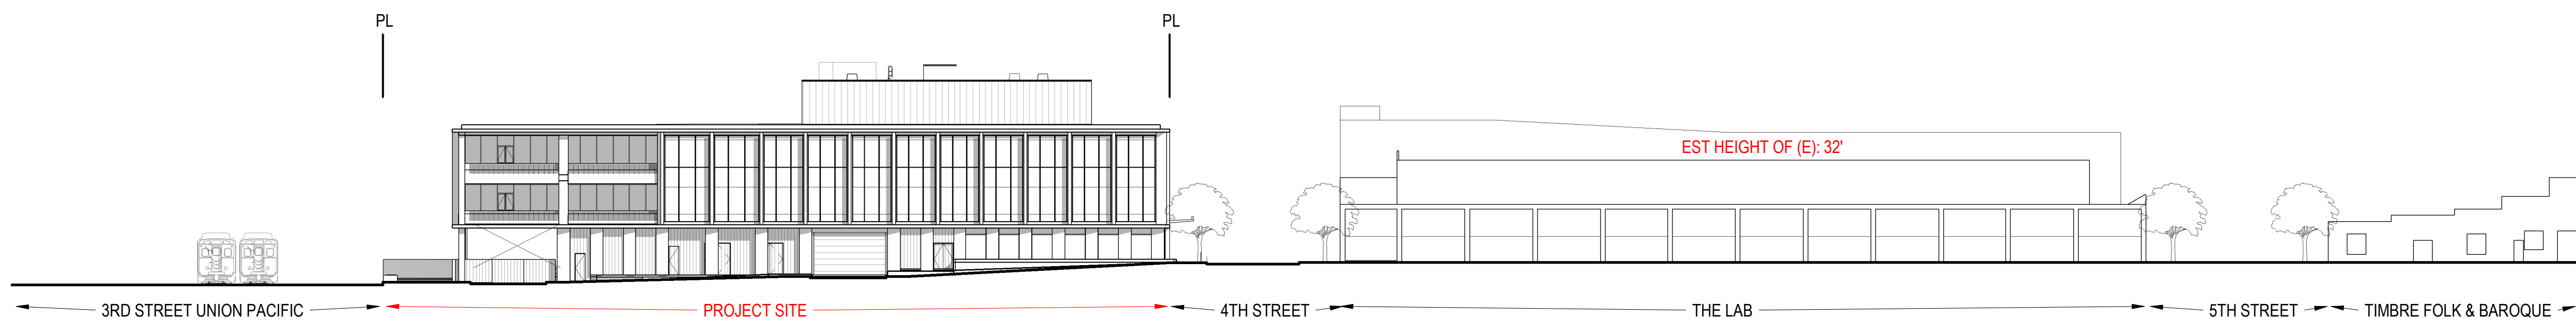 PL
PL
EST HEIGHT OF (E): 32'
3RD STREET UNION PACIFIC
PROJECT SITE
4TH STREET
THE LAB
5TH STREET
TIMBRE FOLK & BAROQUE